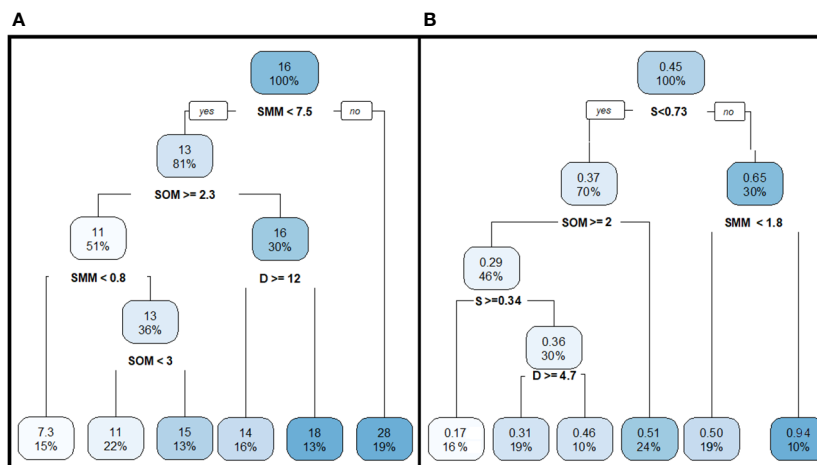 A
16
100%
yes
SMM < 7.5
no
13
81%
SOM >= 2.3
11
51%
16
30%
SMM < 0.8
D >= 12
13
36%
SOM < 3
7.3
15%
11
22%
15
13%
14
16%
18
13%
28
19%
B
0.45
100%
yes
S<0.73
no
0.37
70%
0.65
30%
SOM>= 2
SMM < 1.8
0.29
46%
S >=0.34
0.36
30%
D >= 4.7
0.17
16%
0.31
19%
0.46
10%
0.51
24%
0.50
19%
0.94
10%